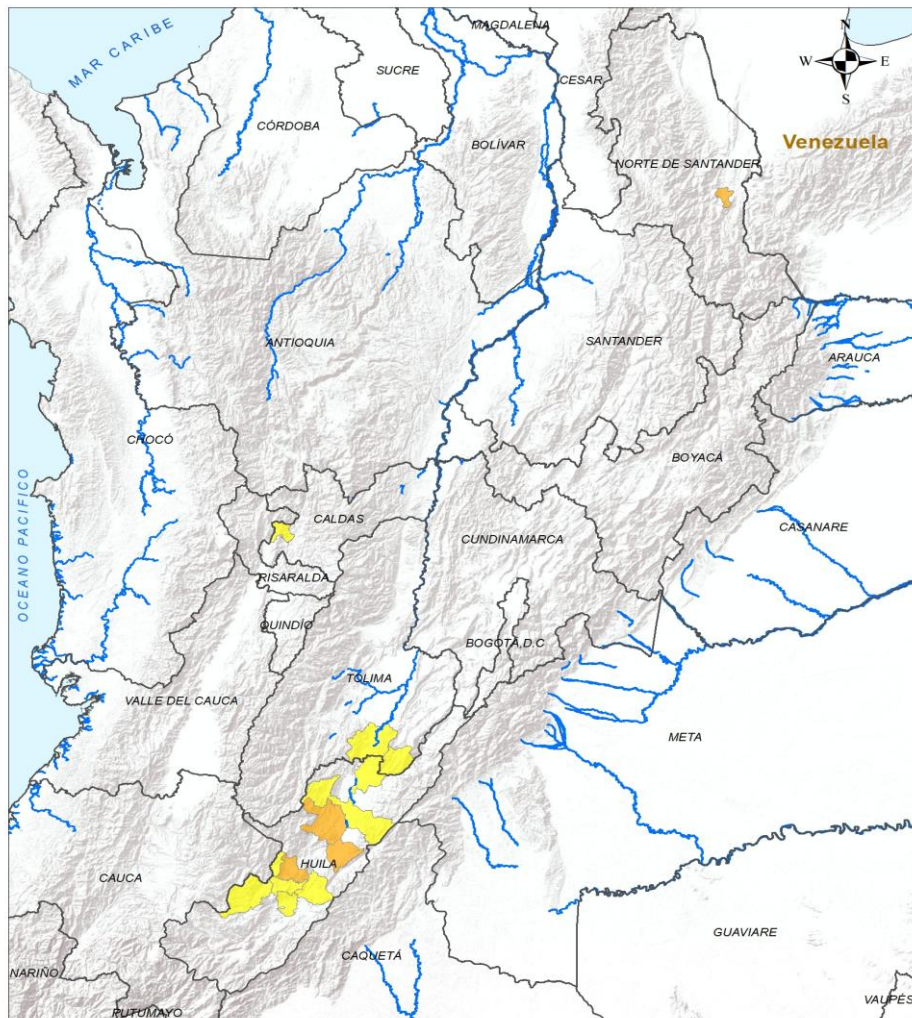 MAGDALENA
MAR CARIBE
N
W E
S
SUCRE
CESAR
CÓRDOBA
BOLÍVAR
Venezuela
NORTE DE SANTANDER
ANTIOQUIA
SANTANDER
ARAUCA
CHOCÓ
BOYACÁ
OCEANO PACIFICO
CALDAS
CUNDINAMARCA
CASANARE
RISARALDA
QUINDÍO
BOGOTÁ,D.C
TOLIMA
VALLE DEL CAUCA
META
HUILA
CAUCA
GUAVIARE
CAQUETÁ
NARIÑO
VAUPÉS
PUTUMAYO